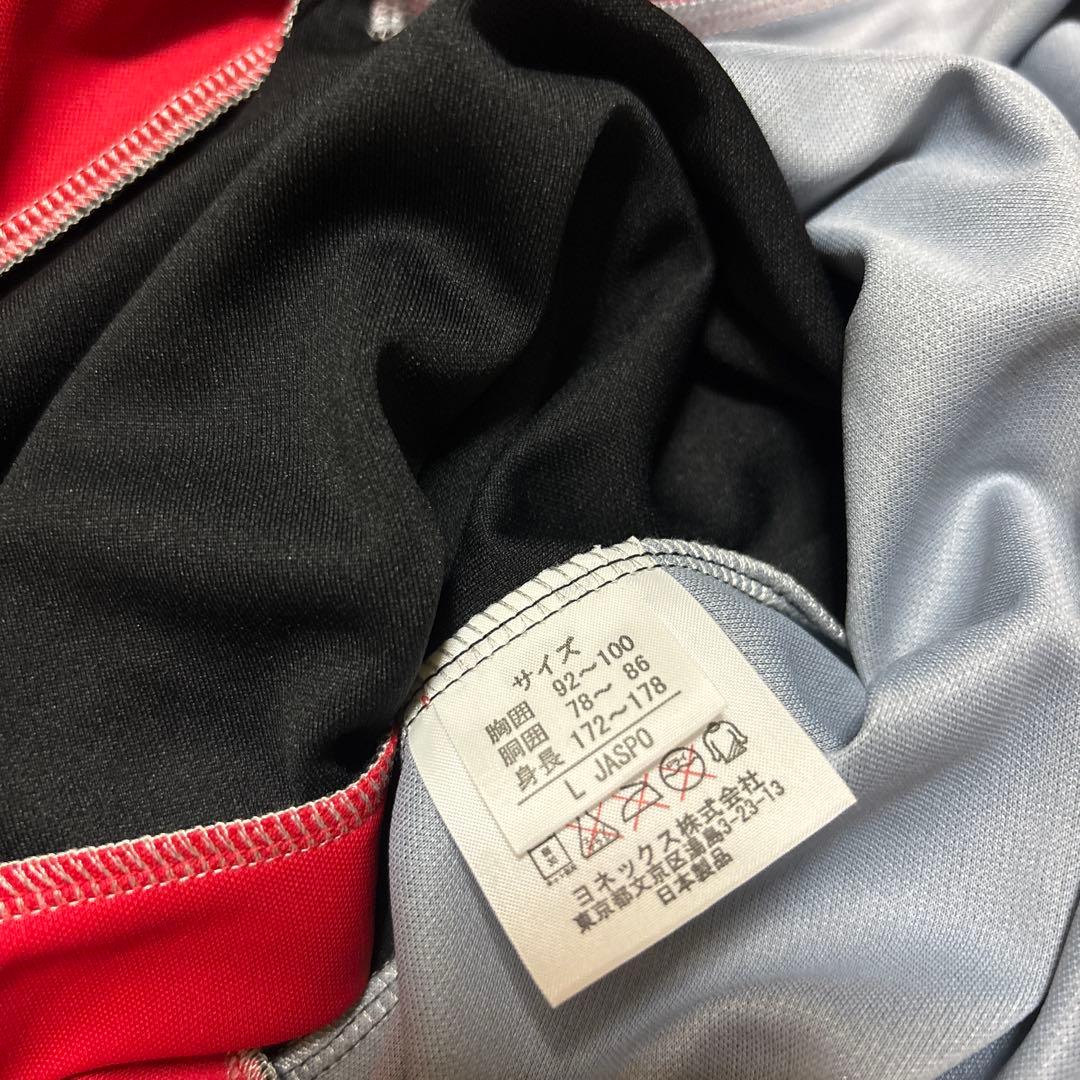 サイズ
胸囲 92～100
胴囲 78～ 86
身長 172～178
L JASPO
ヨネックス株式会社
東京都文京区湯島3-23-13
日本製品